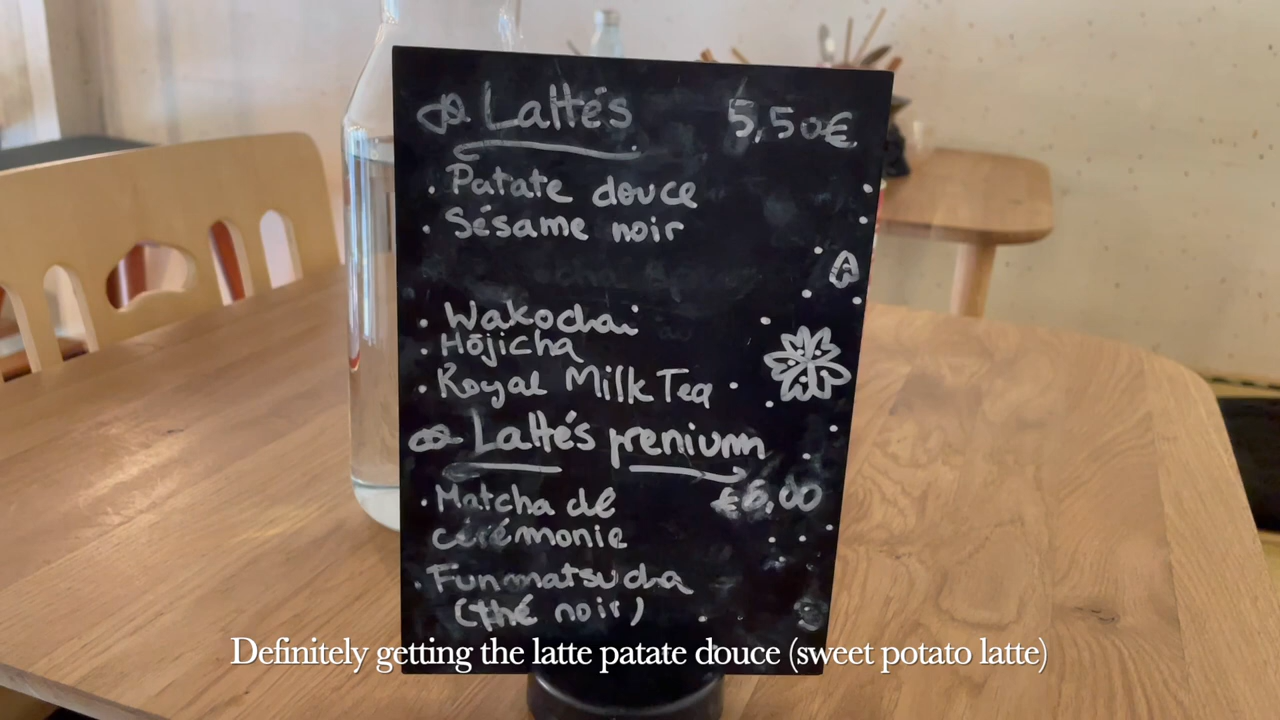 Lattés 5,50€
• Patate douce
• Sésame noir
• Wakochai
• Hōjicha
• Royal Milk Tea
Lattés prenium
€6,00
• Matcha de
cérémonie
• Funmatsucha
(thé noir)
Definitely getting the latte patate douce (sweet potato latte)